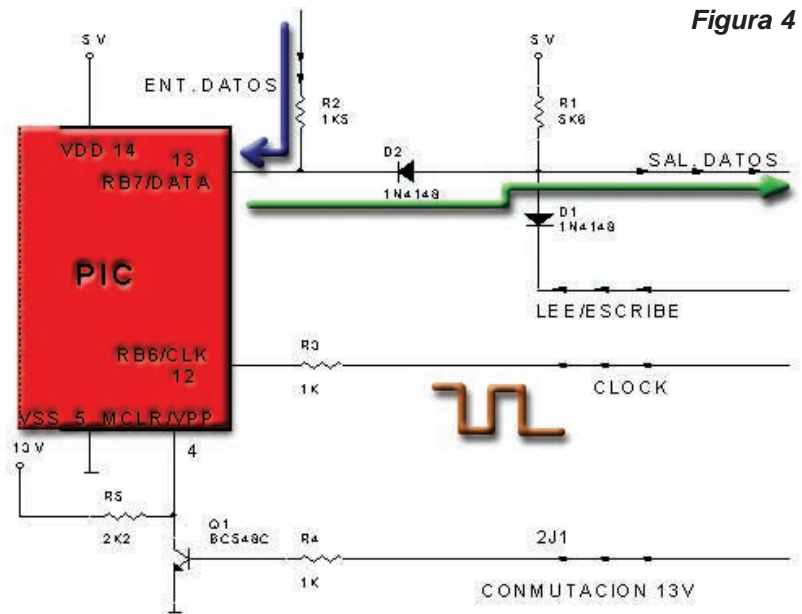 Figura 4
5 V
5 V
ENT. DATOS
R2
1K5
R1
5K6
VDD 14
13
RB7/DATA
D2
1N4148
SAL. DATOS
D1
1N4148
PIC
LEE/ESCRIBE
RB6/CLK
12
R3
1K
CLOCK
VSS 5 MCLR/VPP
13 V
4
R5
2K2
Q1
BC548C
R4
1K
2J1
CONMUTACION 13V